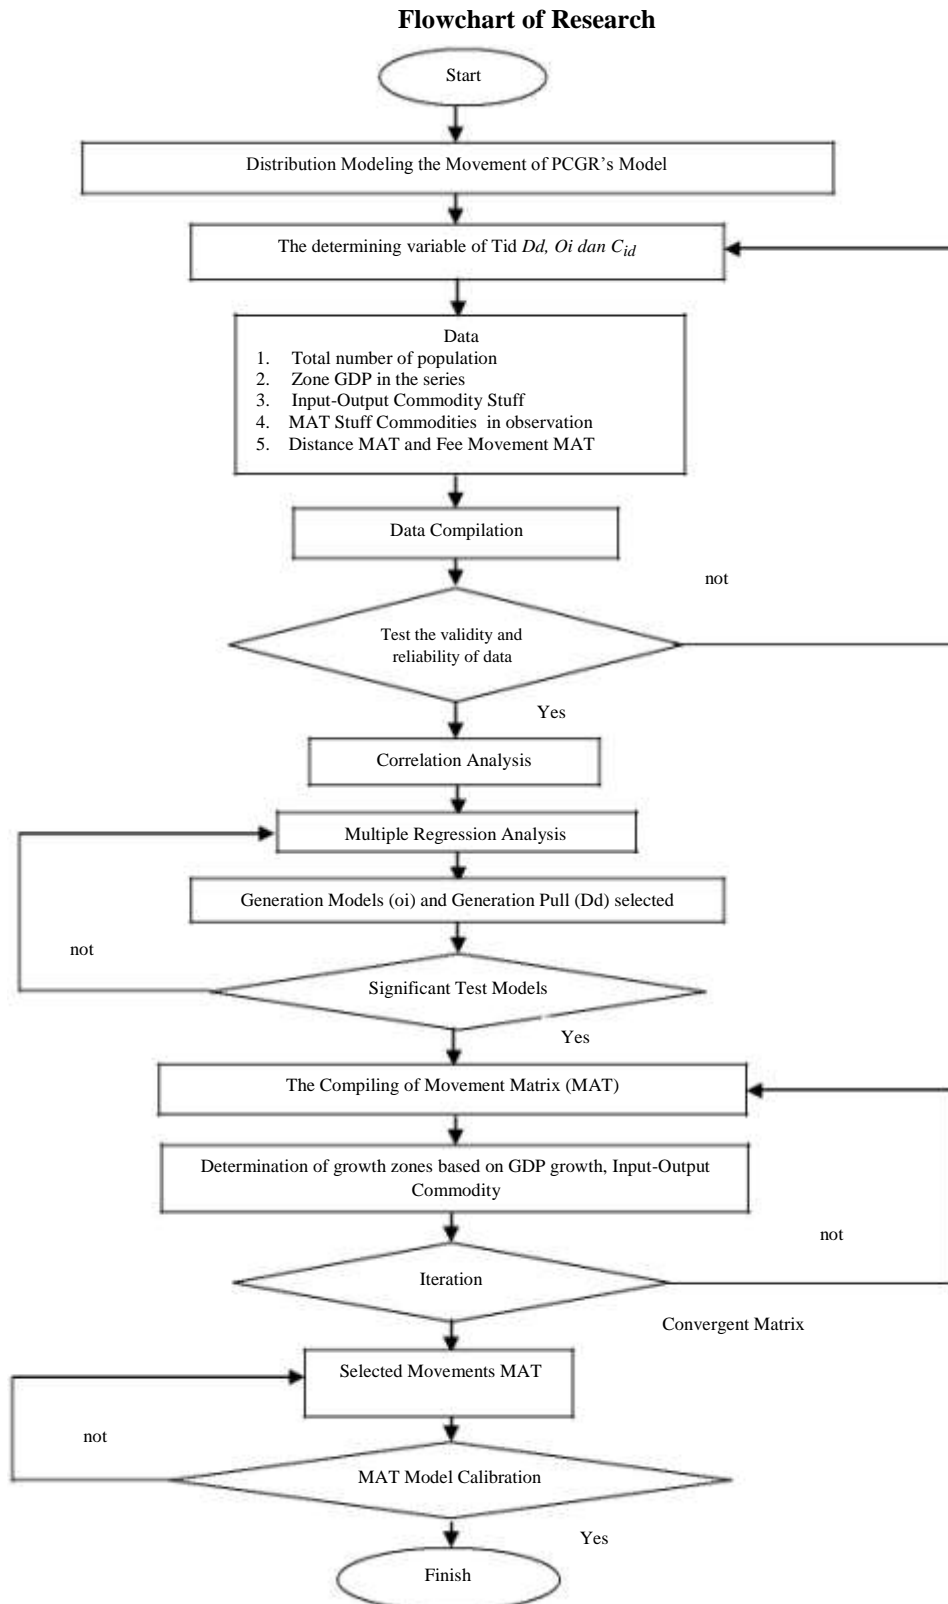 Flowchart of Research
Start
Distribution Modeling the Movement of PCGR's Model
The determining variable of Tid Dd, Oi dan Cid
Data
1. Total number of population
2. Zone GDP in the series
3. Input-Output Commodity Stuff
4. MAT Stuff Commodities in observation
5. Distance MAT and Fee Movement MAT
Data Compilation
not
Test the validity and
reliability of data
Yes
Correlation Analysis
Multiple Regression Analysis
Generation Models (oi) and Generation Pull (Dd) selected
not
Significant Test Models
Yes
The Compiling of Movement Matrix (MAT)
Determination of growth zones based on GDP growth, Input-Output
Commodity
not
Iteration
Convergent Matrix
Selected Movements MAT
not
MAT Model Calibration
Yes
Finish